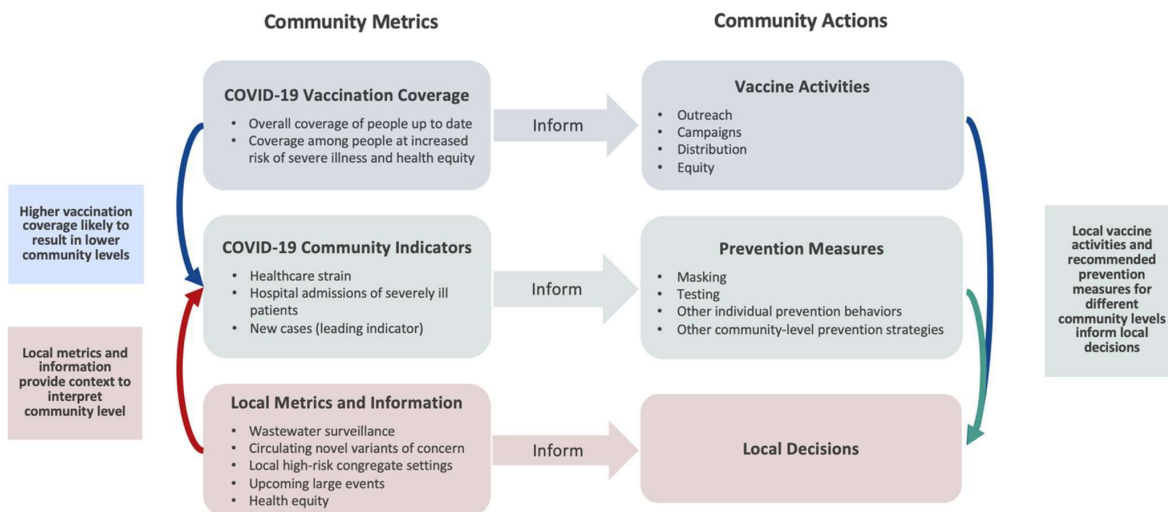 Community Metrics
Community Actions
COVID-19 Vaccination Coverage
• Overall coverage of people up to date
• Coverage among people at increased
risk of severe illness and health equity
Inform
Vaccine Activities
• Outreach
• Campaigns
• Distribution
• Equity
Higher vaccination
coverage likely to
result in lower
community levels
COVID-19 Community Indicators
• Healthcare strain
• Hospital admissions of severely ill
patients
• New cases (leading indicator)
Inform
Prevention Measures
• Masking
• Testing
• Other individual prevention behaviors
• Other community-level prevention strategies
Local vaccine
activities and
recommended
prevention
measures for
different
community levels
inform local
decisions
Local metrics and
information
provide context to
interpret
community level
Local Metrics and Information
• Wastewater surveillance
• Circulating novel variants of concern
• Local high-risk congregate settings
• Upcoming large events
• Health equity
Inform
Local Decisions